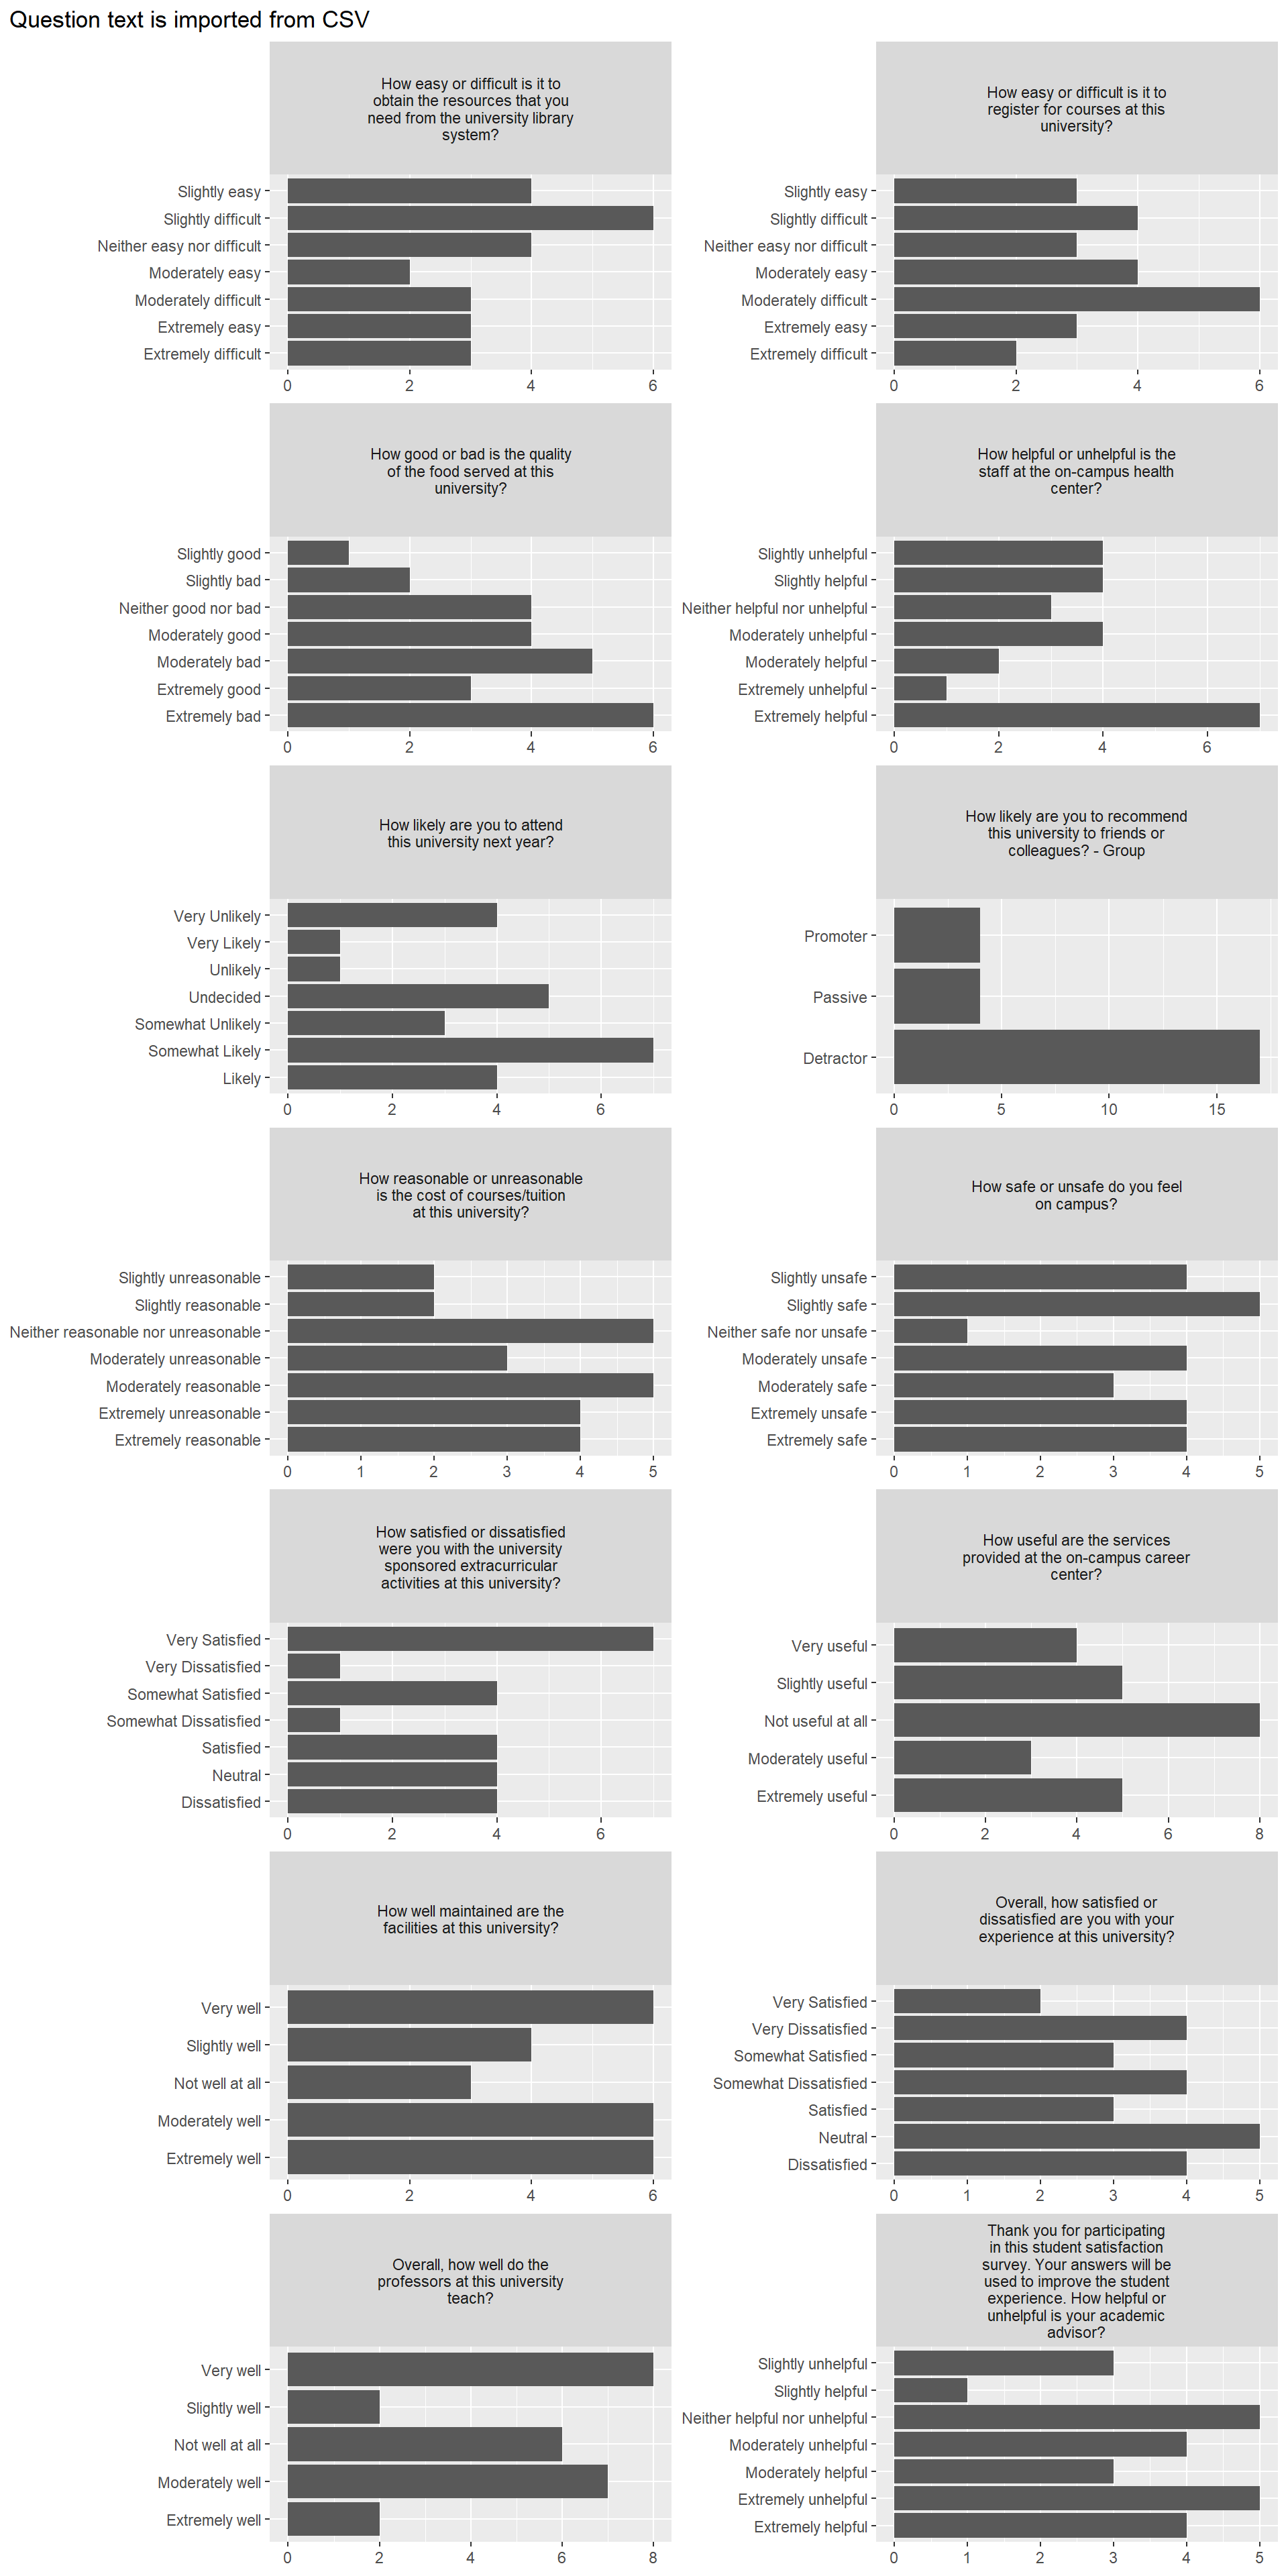 Question text is imported from CSV
How easy or difficult is it to
obtain the resources that you
need from the university library
system?
Slightly easy
Slightly difficult
Neither easy nor difficult
Moderately easy
Moderately difficult
Extremely easy
Extremely difficult
0 2 4 6
How easy or difficult is it to
register for courses at this
university?
Slightly easy
Slightly difficult
Neither easy nor difficult
Moderately easy
Moderately difficult
Extremely easy
Extremely difficult
0 2 4 6
How good or bad is the quality
of the food served at this
university?
Slightly good
Slightly bad
Neither good nor bad
Moderately good
Moderately bad
Extremely good
Extremely bad
0 2 4 6
How helpful or unhelpful is the
staff at the on-campus health
center?
Slightly unhelpful
Slightly helpful
Neither helpful nor unhelpful
Moderately unhelpful
Moderately helpful
Extremely unhelpful
Extremely helpful
0 2 4 6
How likely are you to attend
this university next year?
Very Unlikely
Very Likely
Unlikely
Undecided
Somewhat Unlikely
Somewhat Likely
Likely
0 2 4 6
How likely are you to recommend
this university to friends or
colleagues? - Group
Promoter
Passive
Detractor
0 5 10 15
How reasonable or unreasonable
is the cost of courses/tuition
at this university?
Slightly unreasonable
Slightly reasonable
Neither reasonable nor unreasonable
Moderately unreasonable
Moderately reasonable
Extremely unreasonable
Extremely reasonable
0 1 2 3 4 5
How safe or unsafe do you feel
on campus?
Slightly unsafe
Slightly safe
Neither safe nor unsafe
Moderately unsafe
Moderately safe
Extremely unsafe
Extremely safe
0 1 2 3 4 5
How satisfied or dissatisfied
were you with the university
sponsored extracurricular
activities at this university?
Very Satisfied
Very Dissatisfied
Somewhat Satisfied
Somewhat Dissatisfied
Satisfied
Neutral
Dissatisfied
0 2 4 6
How useful are the services
provided at the on-campus career
center?
Very useful
Slightly useful
Not useful at all
Moderately useful
Extremely useful
0 2 4 6 8
How well maintained are the
facilities at this university?
Very well
Slightly well
Not well at all
Moderately well
Extremely well
0 2 4 6
Overall, how satisfied or
dissatisfied are you with your
experience at this university?
Very Satisfied
Very Dissatisfied
Somewhat Satisfied
Somewhat Dissatisfied
Satisfied
Neutral
Dissatisfied
0 1 2 3 4 5
Overall, how well do the
professors at this university
teach?
Very well
Slightly well
Not well at all
Moderately well
Extremely well
0 2 4 6 8
Thank you for participating
in this student satisfaction
survey. Your answers will be
used to improve the student
experience. How helpful or
unhelpful is your academic
advisor?
Slightly unhelpful
Slightly helpful
Neither helpful nor unhelpful
Moderately unhelpful
Moderately helpful
Extremely unhelpful
Extremely helpful
0 1 2 3 4 5